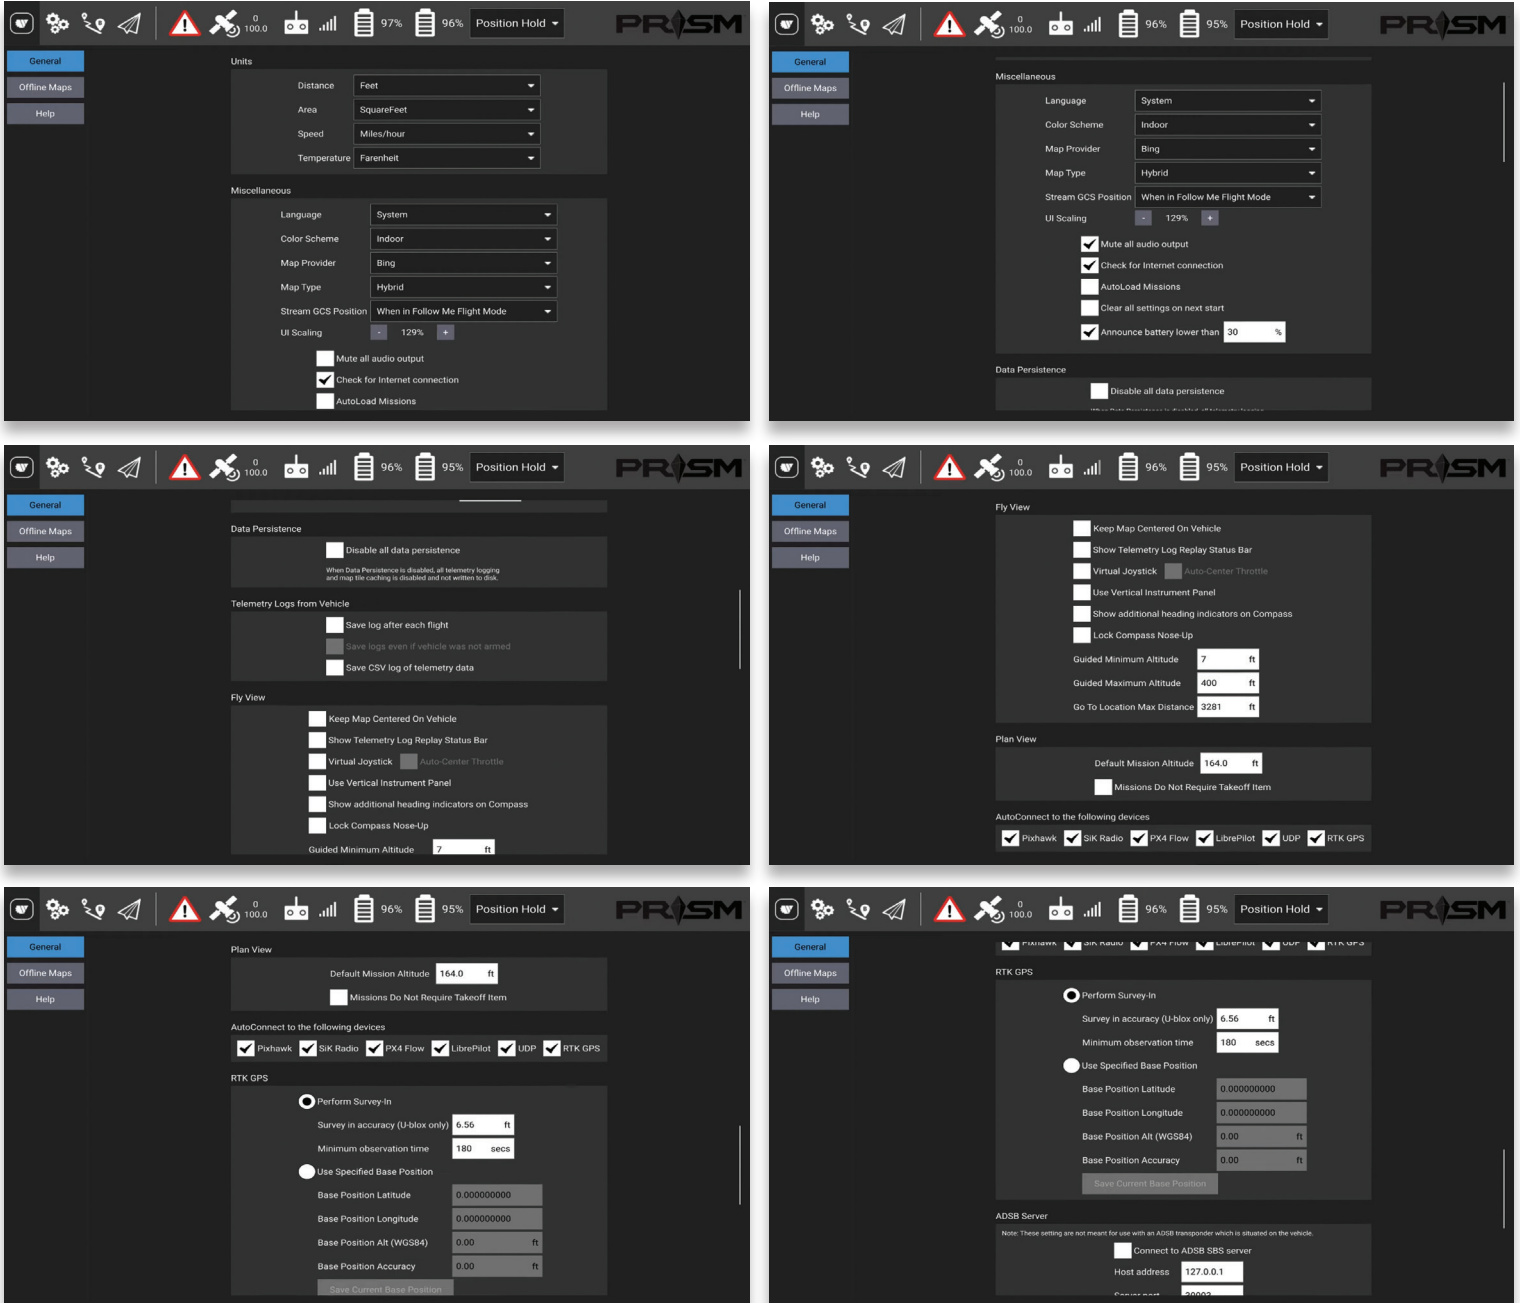 0
100.0
97%
96%
Position Hold
PRISM
General
Offline Maps
Help
Units
Distance Feet
Area SquareFeet
Speed Miles/hour
Temperature Farenheit
Miscellaneous
Language System
Color Scheme Indoor
Map Provider Bing
Map Type Hybrid
Stream GCS Position When in Follow Me Flight Mode
UI Scaling - 129% +
Mute all audio output
Check for Internet connection
AutoLoad Missions
0
100.0
96%
95%
Position Hold
PRISM
General
Offline Maps
Help
Miscellaneous
Language System
Color Scheme Indoor
Map Provider Bing
Map Type Hybrid
Stream GCS Position When in Follow Me Flight Mode
UI Scaling - 129% +
Mute all audio output
Check for Internet connection
AutoLoad Missions
Clear all settings on next start
Announce battery lower than 30 %
Data Persistence
Disable all data persistence
0
100.0
96%
95%
Position Hold
PRISM
General
Offline Maps
Help
Data Persistence
Disable all data persistence
When Data Persistence is disabled, all telemetry logging
and map tile caching is disabled and not written to disk.
Telemetry Logs from Vehicle
Save log after each flight
Save logs even if vehicle was not armed
Save CSV log of telemetry data
Fly View
Keep Map Centered On Vehicle
Show Telemetry Log Replay Status Bar
Virtual Joystick Auto-Center Throttle
Use Vertical Instrument Panel
Show additional heading indicators on Compass
Lock Compass Nose-Up
Guided Minimum Altitude 7 ft
0
100.0
96%
95%
Position Hold
PRISM
General
Offline Maps
Help
Fly View
Keep Map Centered On Vehicle
Show Telemetry Log Replay Status Bar
Virtual Joystick Auto-Center Throttle
Use Vertical Instrument Panel
Show additional heading indicators on Compass
Lock Compass Nose-Up
Guided Minimum Altitude 7 ft
Guided Maximum Altitude 400 ft
Go To Location Max Distance 3281 ft
Plan View
Default Mission Altitude 164.0 ft
Missions Do Not Require Takeoff Item
AutoConnect to the following devices
Pixhawk SiK Radio PX4 Flow LibrePilot UDP RTK GPS
0
100.0
96%
95%
Position Hold
PRISM
General
Offline Maps
Help
Plan View
Default Mission Altitude 164.0 ft
Missions Do Not Require Takeoff Item
AutoConnect to the following devices
Pixhawk SiK Radio PX4 Flow LibrePilot UDP RTK GPS
RTK GPS
Perform Survey-In
Survey in accuracy (U-blox only) 6.56 ft
Minimum observation time 180 secs
Use Specified Base Position
Base Position Latitude 0.000000000
Base Position Longitude 0.000000000
Base Position Alt (WGS84) 0.00 ft
Base Position Accuracy 0.00 ft
Save Current Base Position
0
100.0
96%
95%
Position Hold
PRISM
General
Offline Maps
Help
Pixhawk SiK Radio PX4 Flow LibrePilot UDP RTK GPS
RTK GPS
Perform Survey-In
Survey in accuracy (U-blox only) 6.56 ft
Minimum observation time 180 secs
Use Specified Base Position
Base Position Latitude 0.000000000
Base Position Longitude 0.000000000
Base Position Alt (WGS84) 0.00 ft
Base Position Accuracy 0.00 ft
Save Current Base Position
ADSB Server
Note: These setting are not meant for use with an ADSB transponder which is situated on the vehicle.
Connect to ADSB SBS server
Host address 127.0.0.1
Server port